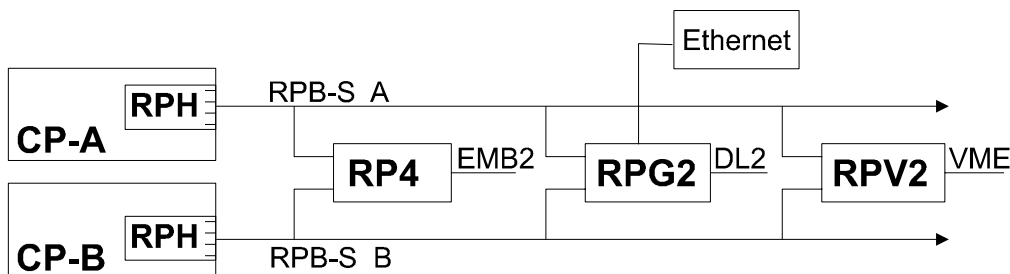 Ethernet
RPB-S A
RPH
CP-A
RP4
EMB2
RPG2
DL2
RPV2
VME
RPH
CP-B
RPB-S B